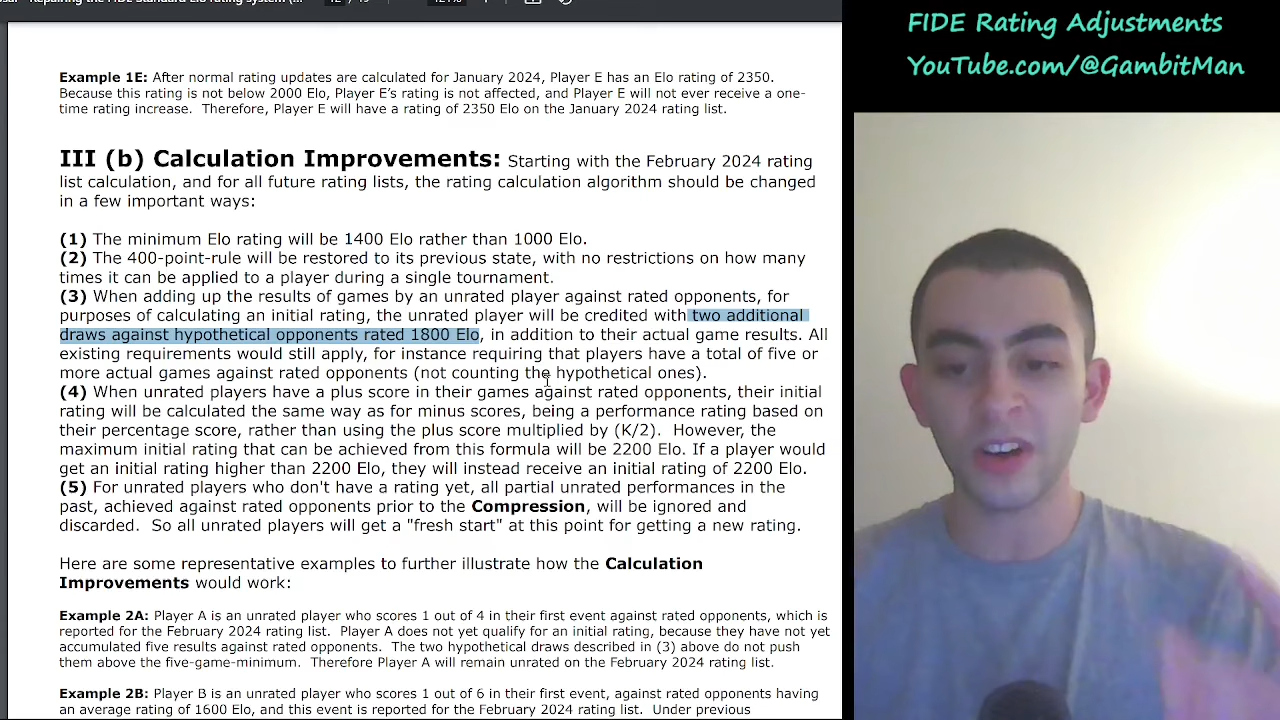 FIDE Rating Adjustments
YouTube.com/@GambitMan
Example 1E: After normal rating updates are calculated for January 2024, Player E has an Elo rating of 2350.
Because this rating is not below 2000 Elo, Player E's rating is not affected, and Player E will not ever receive a one-
time rating increase.  Therefore, Player E will have a rating of 2350 Elo on the January 2024 rating list.
III (b) Calculation Improvements: Starting with the February 2024 rating
list calculation, and for all future rating lists, the rating calculation algorithm should be changed
in a few important ways:
(1) The minimum Elo rating will be 1400 Elo rather than 1000 Elo.
(2) The 400-point-rule will be restored to its previous state, with no restrictions on how many
times it can be applied to a player during a single tournament.
(3) When adding up the results of games by an unrated player against rated opponents, for
purposes of calculating an initial rating, the unrated player will be credited with two additional
draws against hypothetical opponents rated 1800 Elo, in addition to their actual game results. All
existing requirements would still apply, for instance requiring that players have a total of five or
more actual games against rated opponents (not counting the hypothetical ones).
(4) When unrated players have a plus score in their games against rated opponents, their initial
rating will be calculated the same way as for minus scores, being a performance rating based on
their percentage score, rather than using the plus score multiplied by (K/2).  However, the
maximum initial rating that can be achieved from this formula will be 2200 Elo. If a player would
get an initial rating higher than 2200 Elo, they will instead receive an initial rating of 2200 Elo.
(5) For unrated players who don't have a rating yet, all partial unrated performances in the
past, achieved against rated opponents prior to the Compression, will be ignored and
discarded.  So all unrated players will get a "fresh start" at this point for getting a new rating.
Here are some representative examples to further illustrate how the Calculation
Improvements would work:
Example 2A: Player A is an unrated player who scores 1 out of 4 in their first event against rated opponents, which is
reported for the February 2024 rating list.  Player A does not yet qualify for an initial rating, because they have not yet
accumulated five results against rated opponents.  The two hypothetical draws described in (3) above do not push
them above the five-game-minimum.  Therefore Player A will remain unrated on the February 2024 rating list.
Example 2B: Player B is an unrated player who scores 1 out of 6 in their first event, against rated opponents having
an average rating of 1600 Elo, and this event is reported for the February 2024 rating list.  Under previous